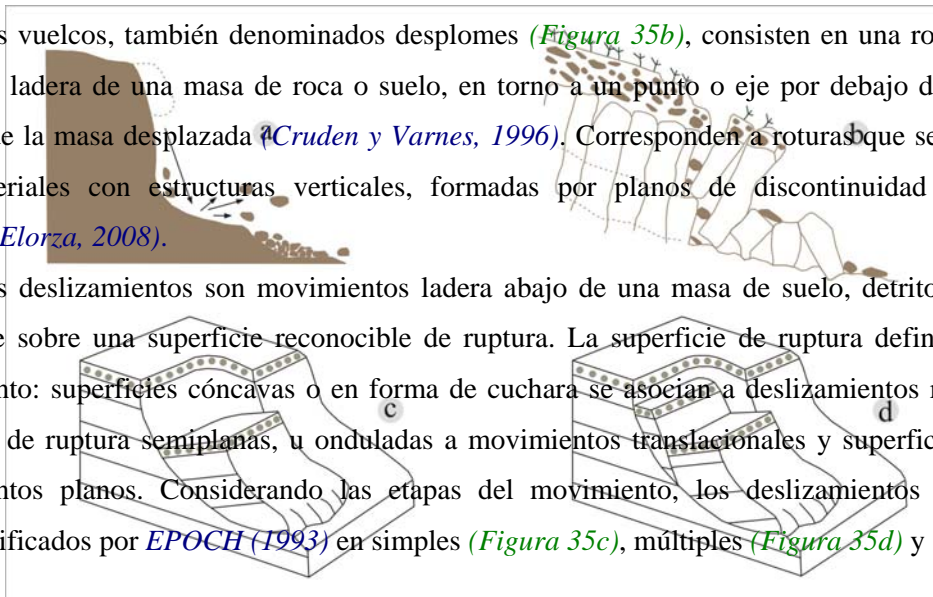 s vuelcos, también denominados desplomes (Figura 35b), consisten en una ro
ladera de una masa de roca o suelo, en torno a un punto o eje por debajo d
e la masa desplazada (Cruden y Varnes, 1996). Corresponden a roturas que se
eriales con estructuras verticales, formadas por planos de discontinuidad
Elorza, 2008).
s deslizamientos son movimientos ladera abajo de una masa de suelo, detrito
e sobre una superficie reconocible de ruptura. La superficie de ruptura defin
nto: superficies cóncavas o en forma de cuchara se asocian a deslizamientos r
de ruptura semiplanas, u onduladas a movimientos translacionales y superfic
ntos planos. Considerando las etapas del movimiento, los deslizamientos
ificados por EPOCH (1993) en simples (Figura 35c), múltiples (Figura 35d) y
a
b
c
d